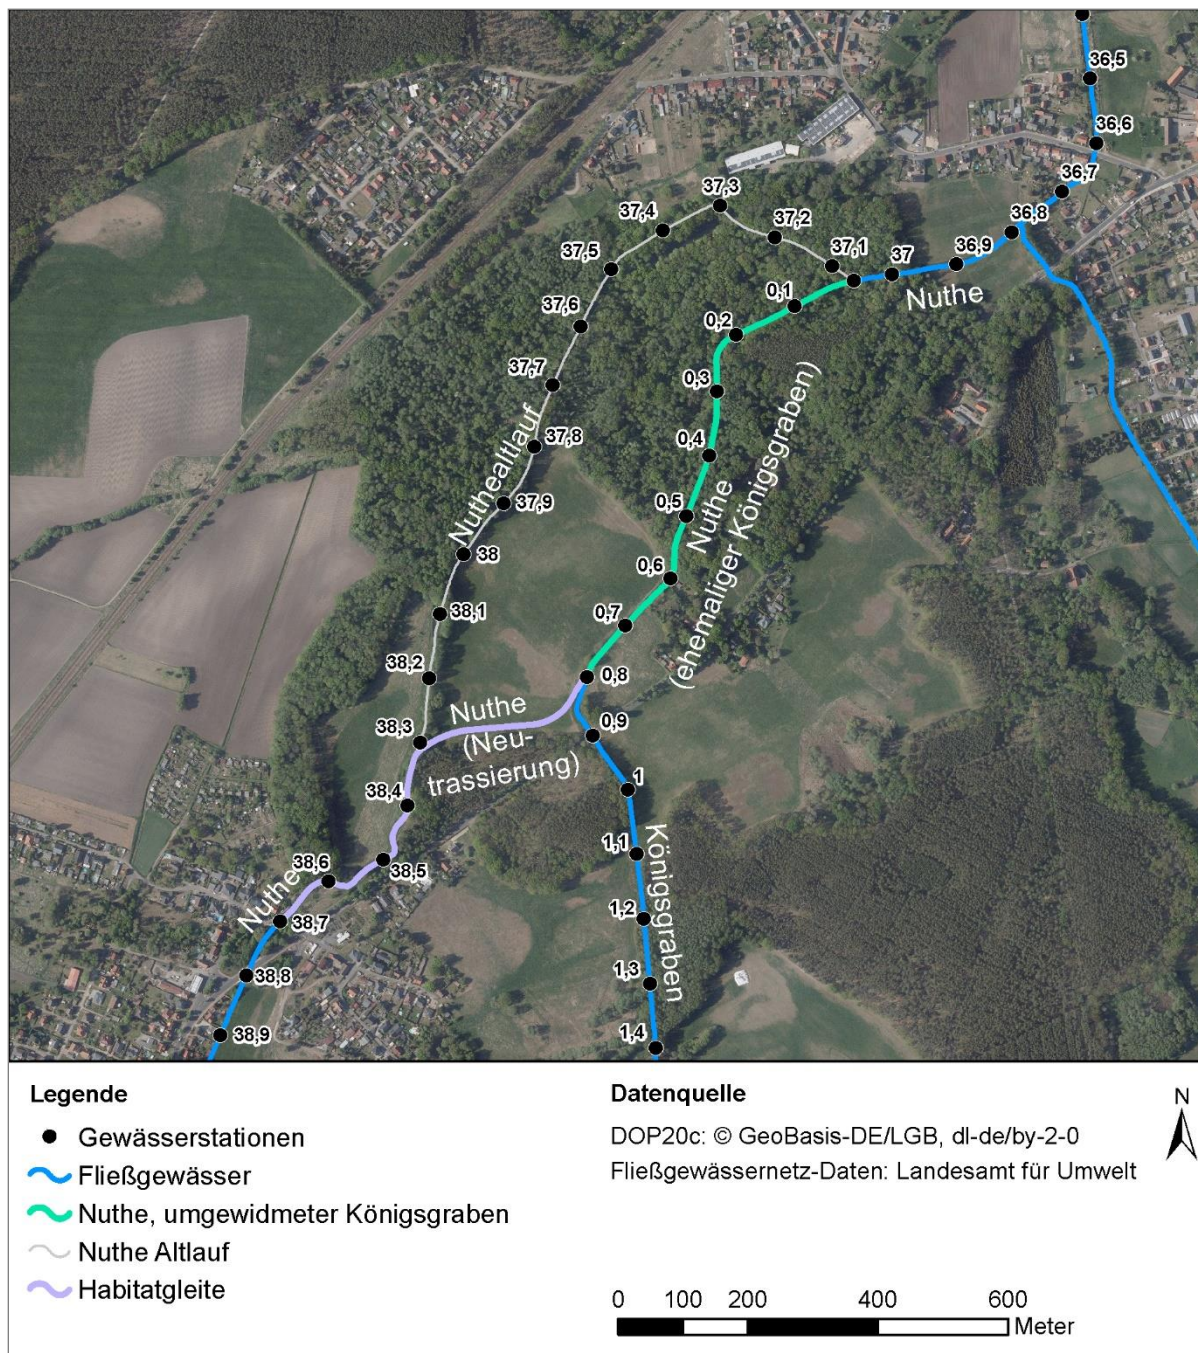 36,5
36,6
36,7
36,8
36,9
37
Nuthe
37,1
37,2
37,3
37,4
37,5
37,6
37,7
37,8
37,9
Nuthealtlauf
38
38,1
38,2
38,3
38,4
38,5
38,6
38,7
38,8
38,9
Nuthe
0,1
0,2
0,3
0,4
0,5
0,6
0,7
0,8
0,9
1
1,1
1,2
1,3
1,4
Nuthe
(ehemaliger Königsgraben)
Nuthe
(Neu-
trassierung)
Königsgraben
Legende
Gewässerstationen
Fließgewässer
Nuthe, umgewidmeter Königsgraben
Nuthe Altlauf
Habitatgleite
Datenquelle
DOP20c: © GeoBasis-DE/LGB, dl-de/by-2-0
Fließgewässernetz-Daten: Landesamt für Umwelt
N
0 100 200 400 600
Meter